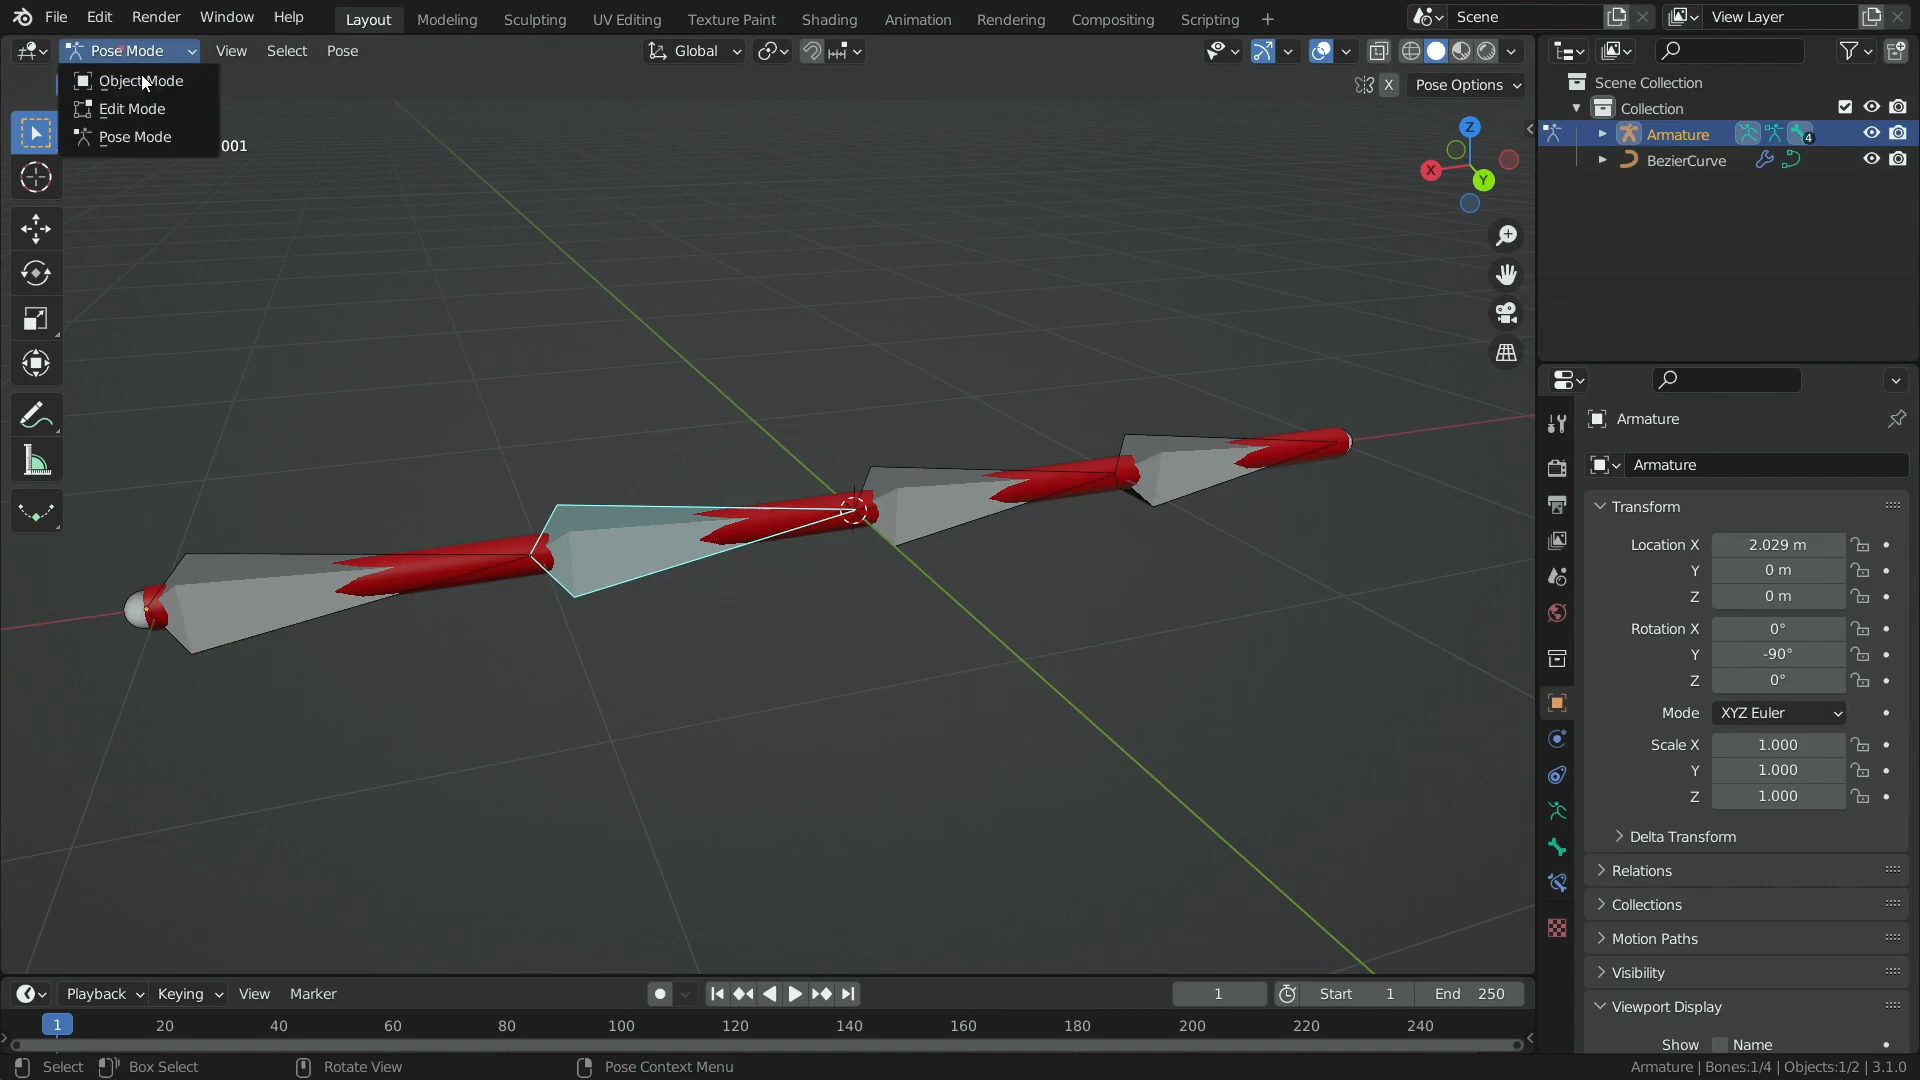 File Edit Render Window Help Layout Modeling Sculpting UV Editing Texture Paint Shading Animation Rendering Compositing Scripting + Scene View Layer
Pose Mode View Select Pose Global
Object Mode
Edit Mode
Pose Mode
001
X Pose Options
Z
X
Y
Scene Collection
Collection
Armature 4
BezierCurve
Armature
Armature
Transform
Location X 2.029 m
Y 0 m
Z 0 m
Rotation X 0°
Y -90°
Z 0°
Mode XYZ Euler
Scale X 1.000
Y 1.000
Z 1.000
Delta Transform
Relations
Collections
Motion Paths
Visibility
Viewport Display
Show Name
Playback Keying View Marker 1 Start 1 End 250
1 20 40 60 80 100 120 140 160 180 200 220 240
Select Box Select Rotate View Pose Context Menu Armature | Bones:1/4 | Objects:1/2 | 3.1.0